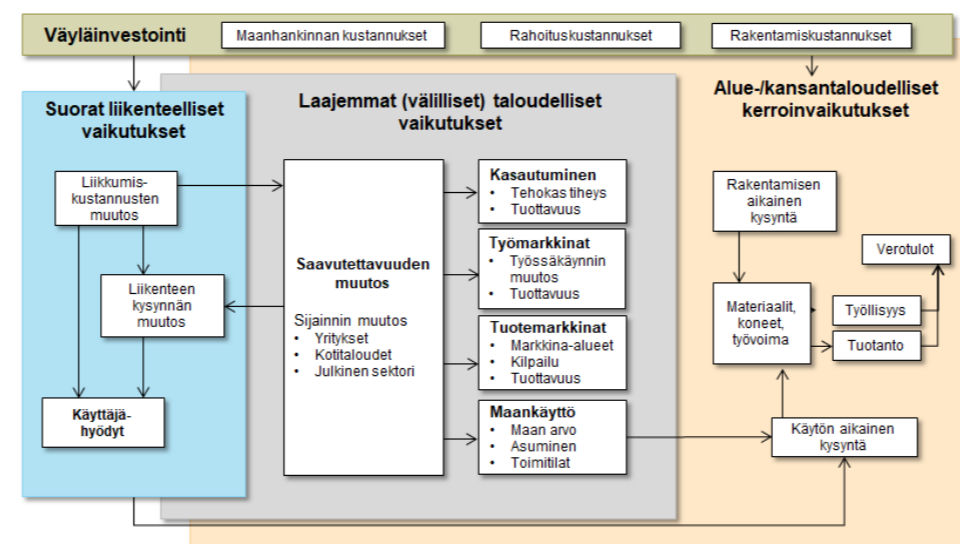 Väyläinvestointi
Maanhankinnan kustannukset
Rahoituskustannukset
Rakentamiskustannukset
Suorat liikenteelliset
vaikutukset
Liikkumis-
kustannusten
muutos
Liikenteen
kysynnän
muutos
Käyttäjä-
hyödyt
Laajemmat (välilliset) taloudelliset
vaikutukset
Saavutettavuuden
muutos
Sijainnin muutos
• Yritykset
• Kotitaloudet
• Julkinen sektori
Kasautuminen
• Tehokas tiheys
• Tuottavuus
Työmarkkinat
• Työssäkäynnin
muutos
• Tuottavuus
Tuotemarkkinat
• Markkina-alueet
• Kilpailu
• Tuottavuus
Maankäyttö
• Maan arvo
• Asuminen
• Toimitilat
Alue-/kansantaloudelliset
kerroinvaikutukset
Rakentamisen
aikainen
kysyntä
Verotulot
Materiaalit,
koneet,
työvoima
Työllisyys
Tuotanto
Käytön aikainen
kysyntä